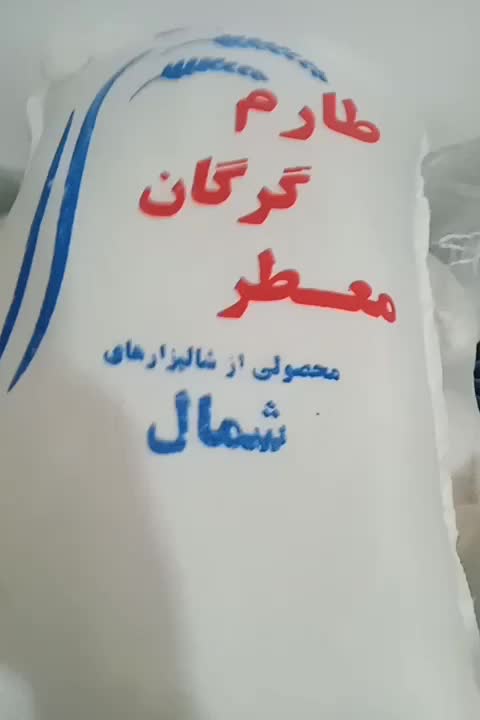 طارم
گرگان
معطر
محصولی از شالیزارهای
شمال